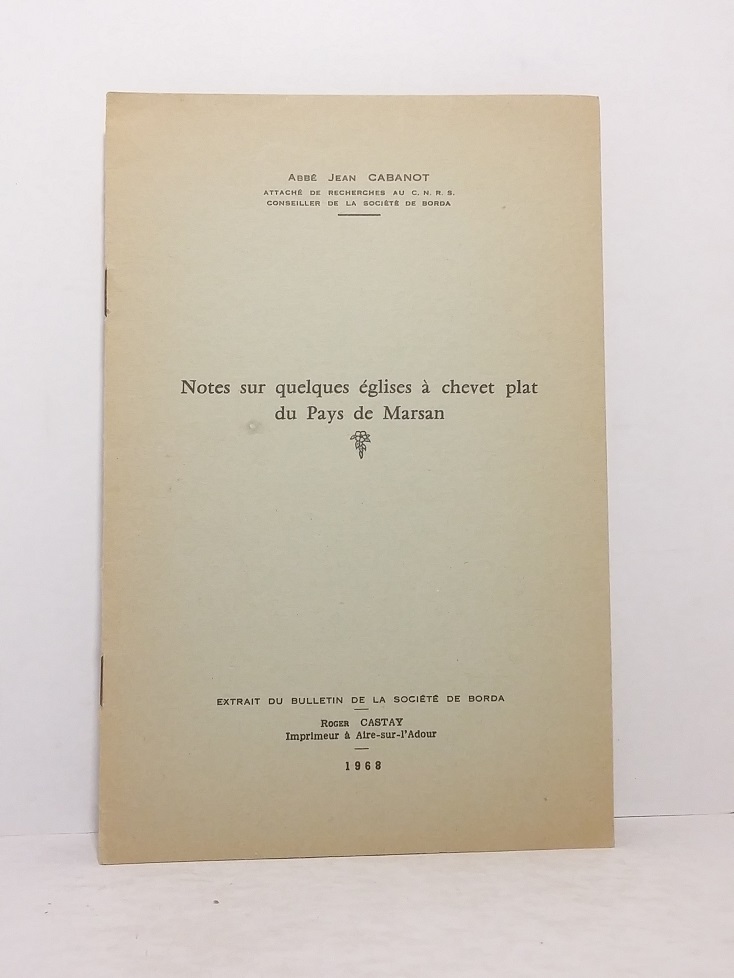 ABBÉ JEAN CABANOT
ATTACHÉ DE RECHERCHES AU C. N. R. S.
CONSEILLER DE LA SOCIÉTÉ DE BORDA
Notes sur quelques églises à chevet plat
du Pays de Marsan
EXTRAIT DU BULLETIN DE LA SOCIÉTÉ DE BORDA
ROGER CASTAY
Imprimeur à Aire-sur-l'Adour
1968